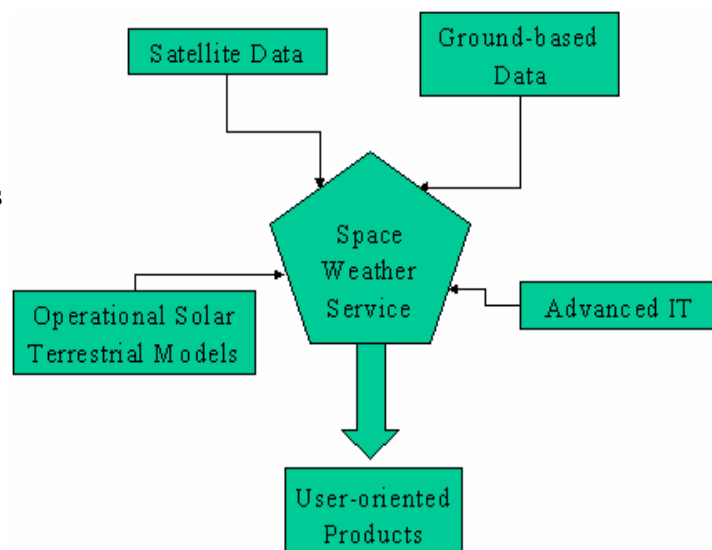 Satellite Data
Ground-based
Data
s
Space
Weather
Service
Operational Solar
Terrestrial Models
Advanced IT
User-oriented
Products